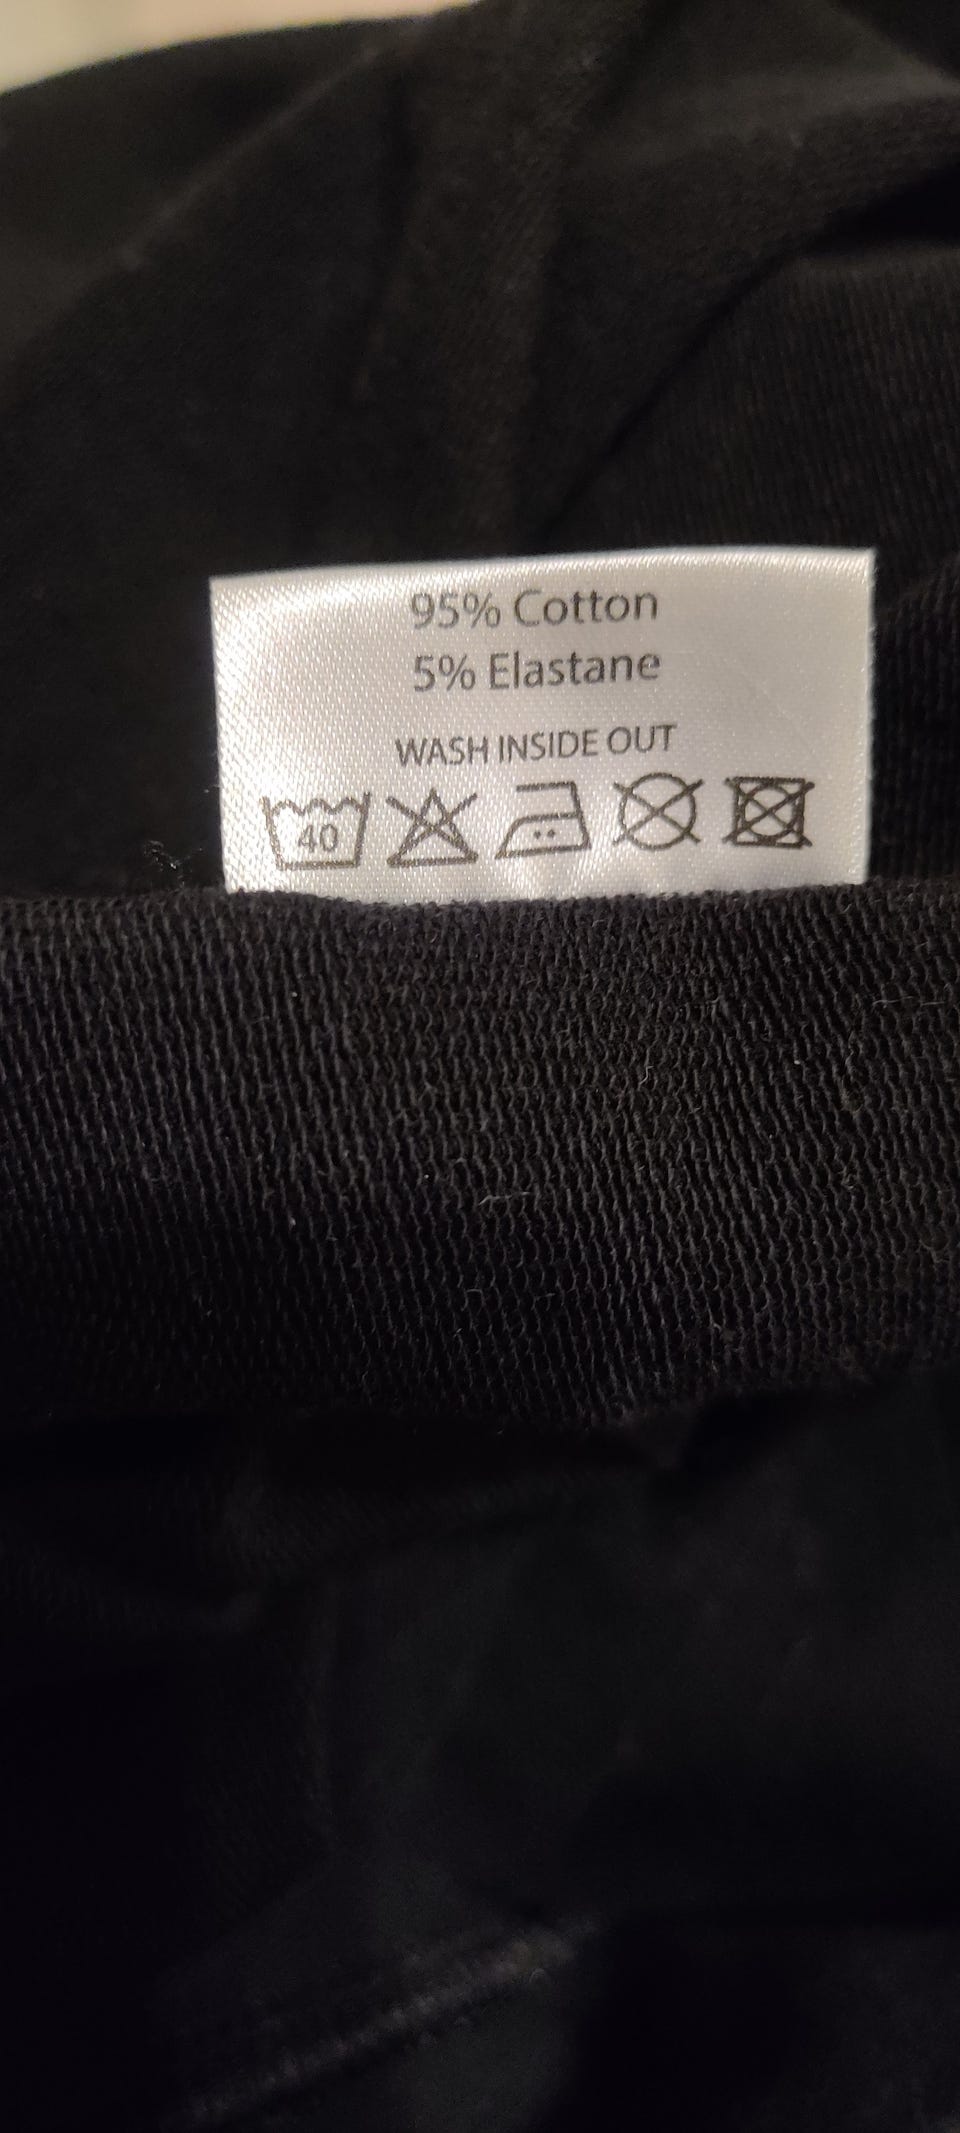 95% Cotton
5% Elastane
WASH INSIDE OUT
40